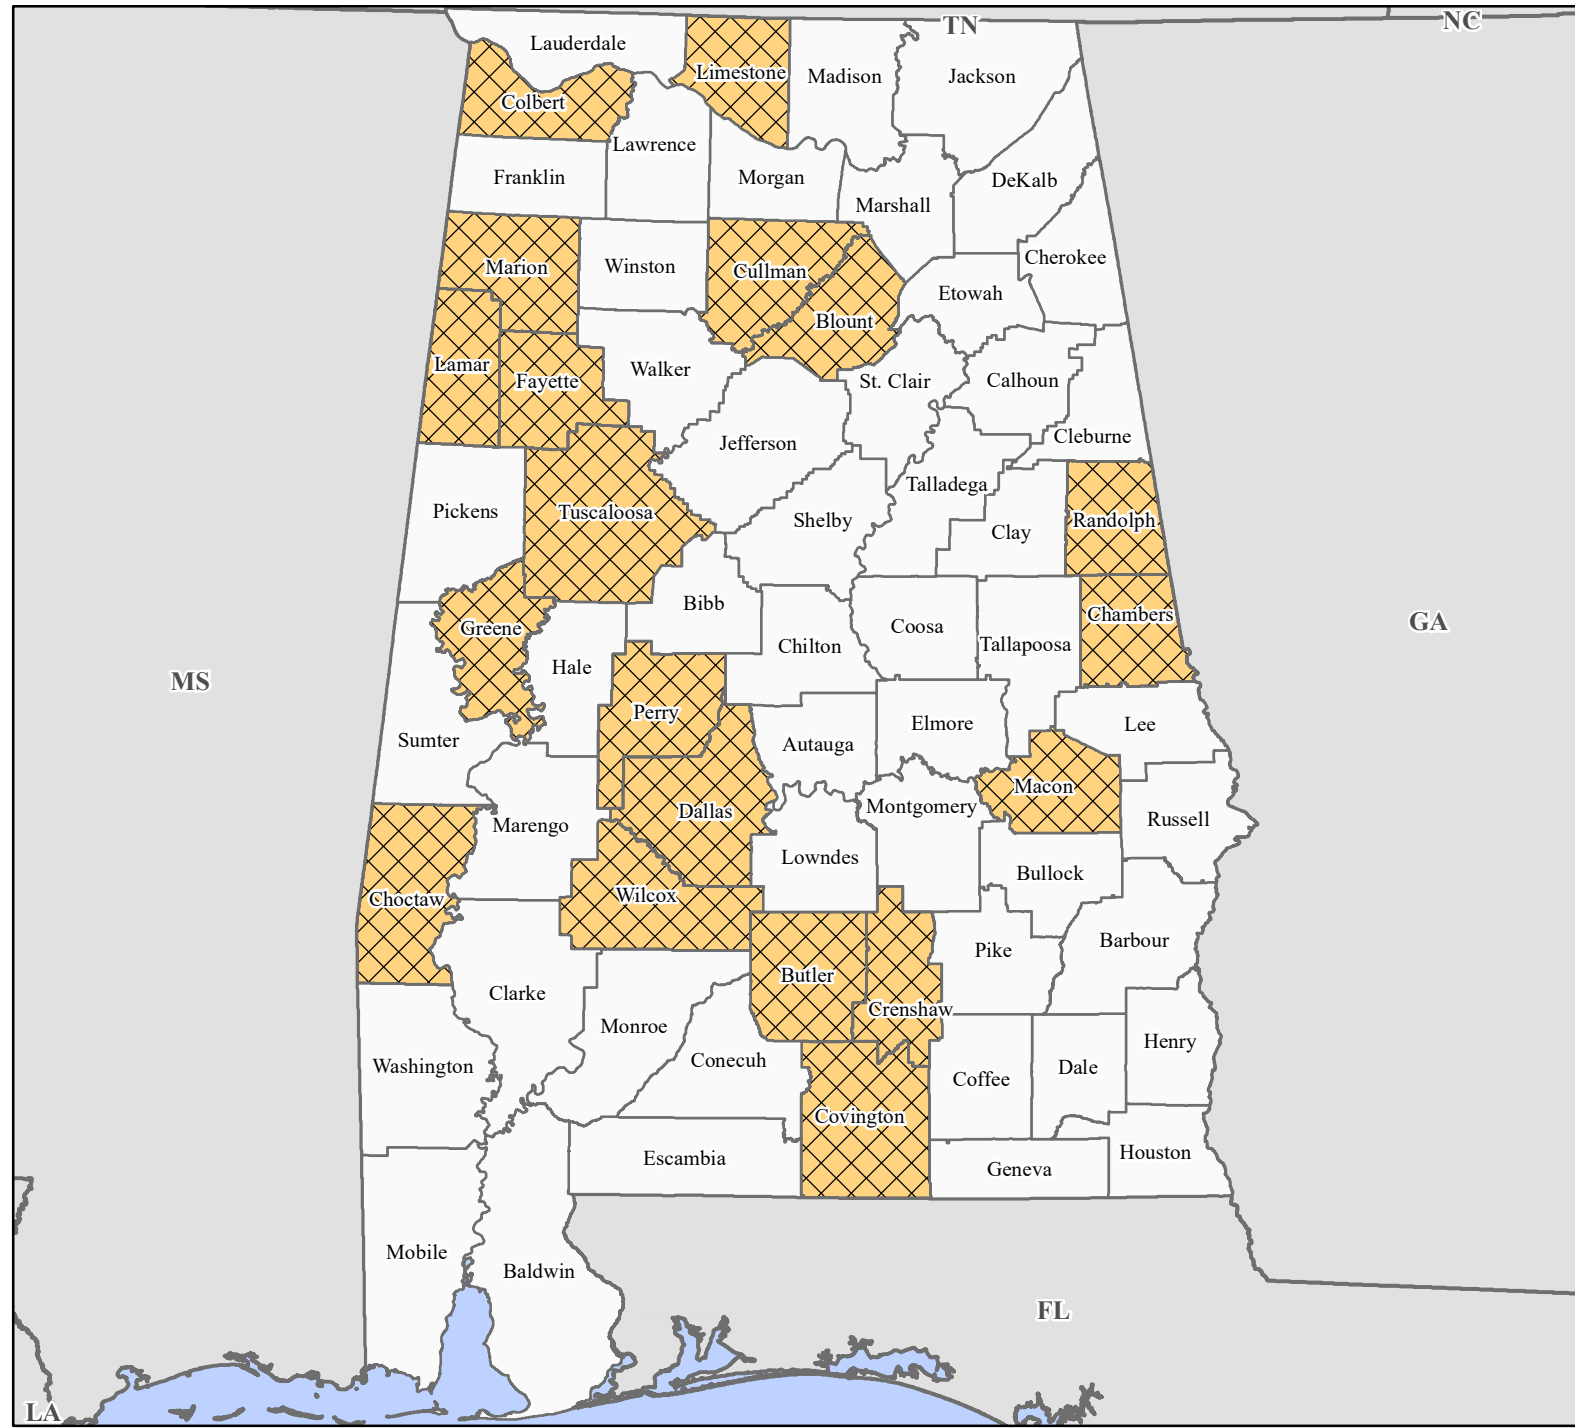 TN
NC
Lauderdale
Limestone
Madison
Jackson
Colbert
Lawrence
Franklin
Morgan
DeKalb
Marshall
Marion
Winston
Cullman
Cherokee
Etowah
Blount
Lamar
Fayette
Walker
St. Clair
Calhoun
Jefferson
Cleburne
Pickens
Tuscaloosa
Shelby
Talladega
Clay
Randolph
Greene
Bibb
Chilton
Coosa
Tallapoosa
Chambers
GA
MS
Hale
Perry
Sumter
Autauga
Elmore
Lee
Macon
Marengo
Dallas
Montgomery
Russell
Lowndes
Bullock
Choctaw
Wilcox
Butler
Pike
Barbour
Clarke
Crenshaw
Monroe
Washington
Conecuh
Coffee
Dale
Henry
Covington
Escambia
Geneva
Houston
Mobile
Baldwin
FL
LA